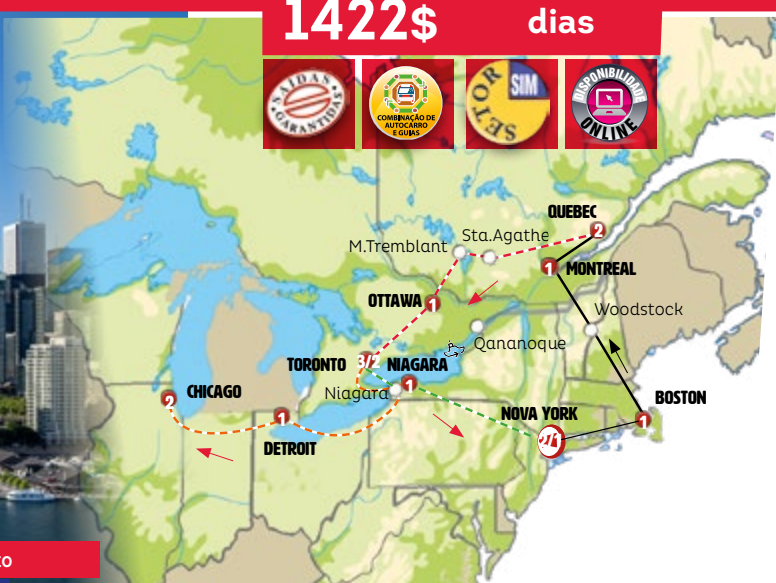 1422$
dias
SAIDAS
GARANTIDAS
COMBINAÇÃO DE
AUTOCARRO
E GUIAS
SETOR
SIM
DISPONIBILIDADE
ONLINE
QUEBEC
2
Sta.Agathe
M.Tremblant
1
MONTREAL
OTTAWA
1
Woodstock
Qananoque
TORONTO
3/2
NIAGARA
1
Niagara
CHICAGO
2
1
DETROIT
NOVA YORK
2/1
BOSTON
1